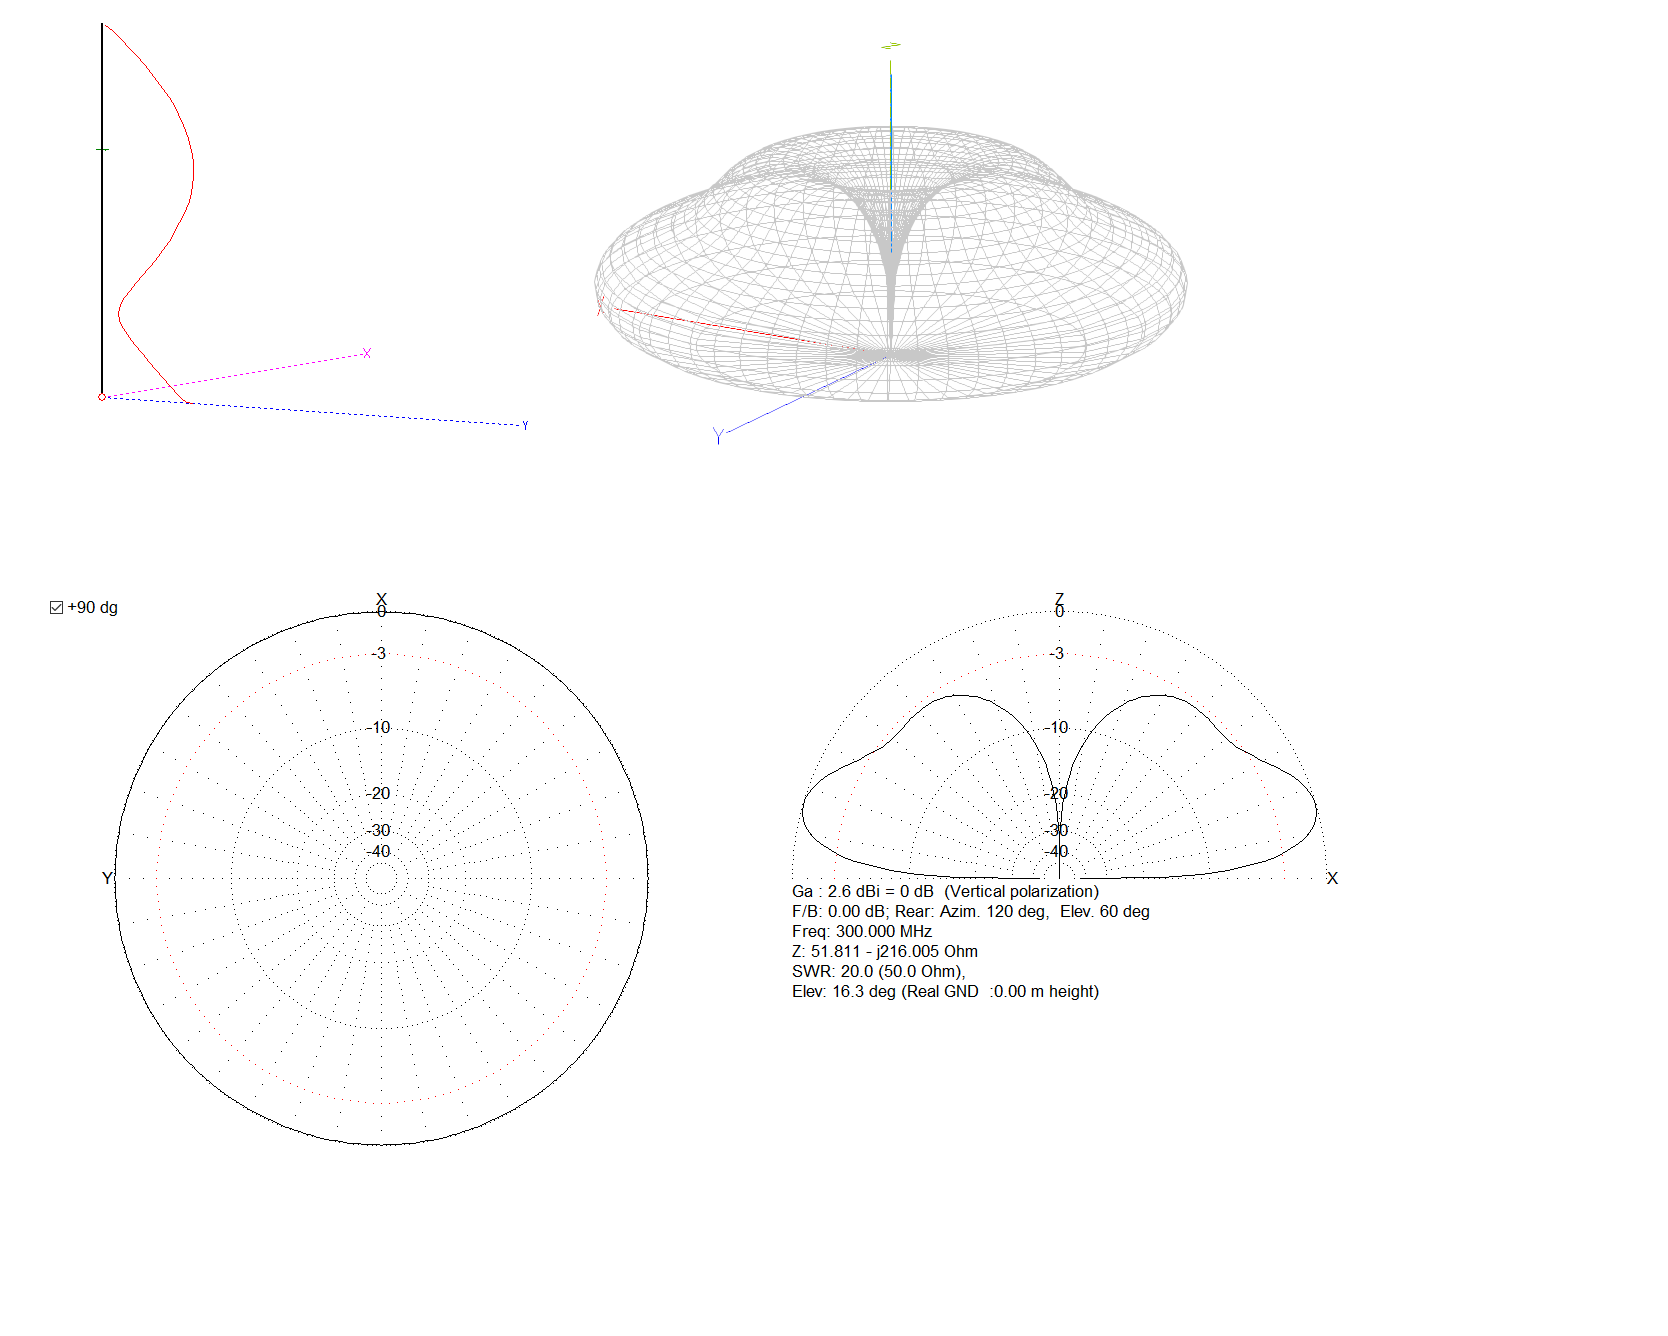 X
Y
Y
+90 dg
X
0
-3
-10
-20
-30
-40
Y
Z
0
-3
-10
-20
-30
-40
X
Ga : 2.6 dBi = 0 dB (Vertical polarization)
F/B: 0.00 dB; Rear: Azim. 120 deg, Elev. 60 deg
Freq: 300.000 MHz
Z: 51.811 - j216.005 Ohm
SWR: 20.0 (50.0 Ohm),
Elev: 16.3 deg (Real GND :0.00 m height)